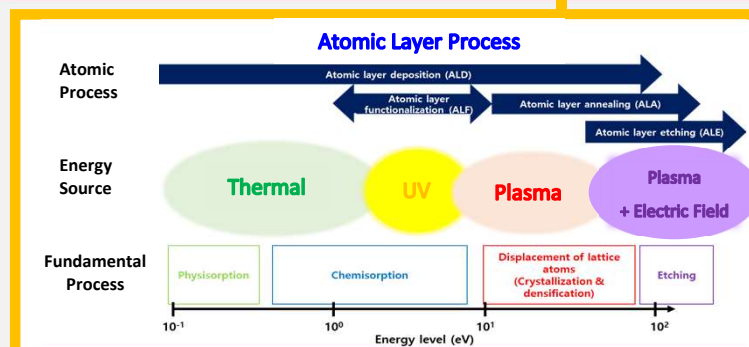 Atomic Layer Process
Atomic
Process
Atomic layer deposition (ALD)
Atomic layer
functionalization (ALF)
Atomic layer annealing (ALA)
Atomic layer etching (ALE)
Energy
Source
Thermal
UV
Plasma
Plasma
+ Electric Field
Fundamental
Process
Physisorption
Chemisorption
Displacement of lattice
atoms
(Crystallization &
densification)
Etching
10⁻¹
10⁰
10¹
10²
Energy level (eV)